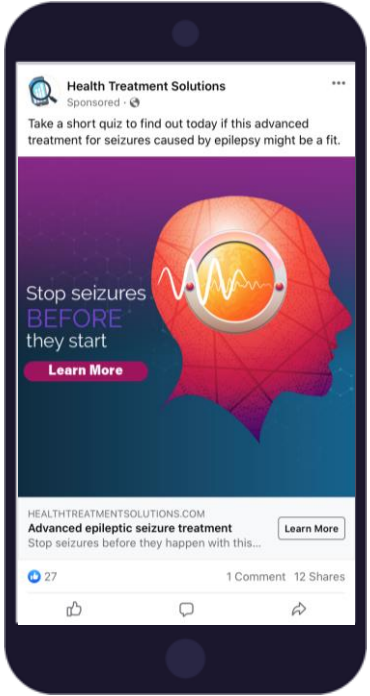 Health Treatment Solutions
Sponsored ·
Take a short quiz to find out today if this advanced
treatment for seizures caused by epilepsy might be a fit.
Stop seizures
BEFORE
they start
Learn More
HEALTHTREATMENTSOLUTIONS.COM
Advanced epileptic seizure treatment
Stop seizures before they happen with this...
Learn More
27
1 Comment 12 Shares